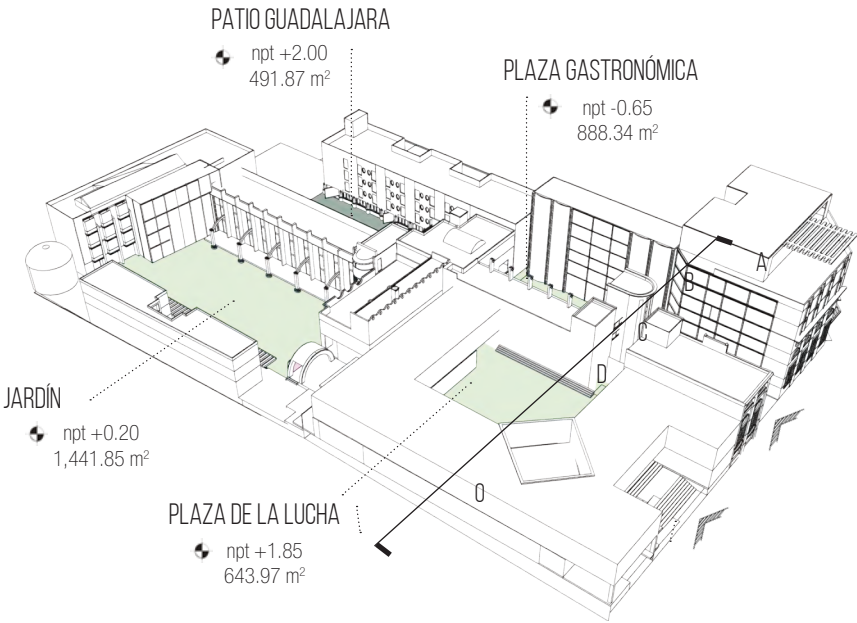 PATIO GUADALAJARA
npt +2.00
491.87 m²
PLAZA GASTRONÓMICA
npt -0.65
888.34 m²
A
B
C
D
JARDÍN
npt +0.20
1,441.85 m²
O
PLAZA DE LA LUCHA
npt +1.85
643.97 m²